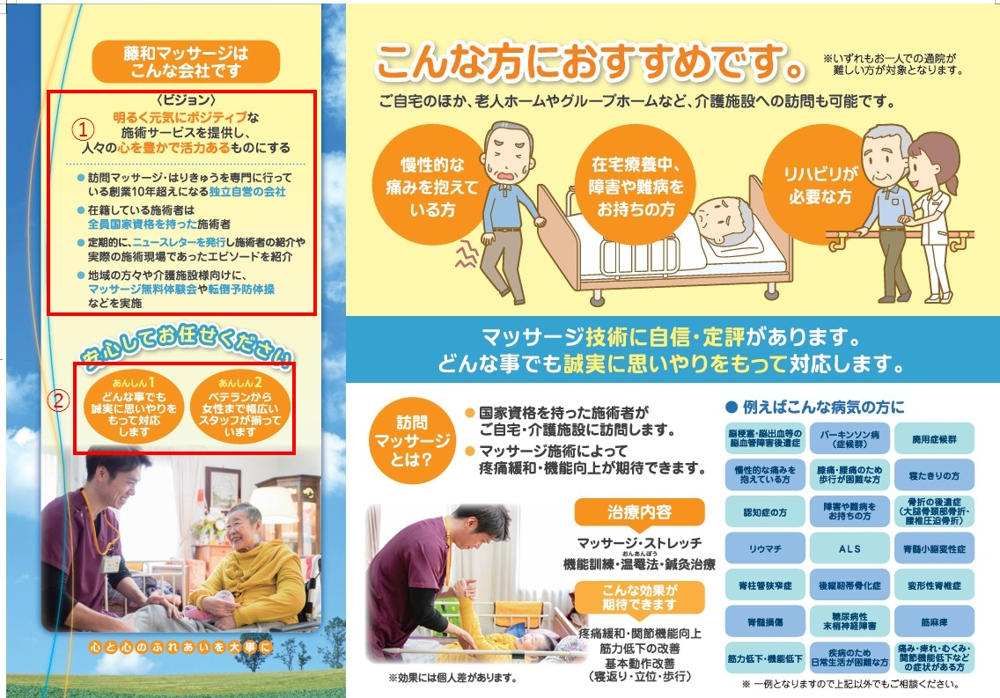 藤和マッサージは
こんな会社です
〈ビジョン〉
①
明るく元気にポジティブな
施術サービスを提供し、
人々の心を豊かで活力あるものにする
●訪問マッサージ・はりきゅうを専門に行って
いる創業10年超えになる独立自営の会社
●在籍している施術者は
全員国家資格を持った施術者
●定期的に、ニュースレターを発行し施術者の紹介や
実際の施術現場であったエピソードを紹介
●地域の方々や介護施設様向けに、
マッサージ無料体験会や転倒予防体操
などを実施
安心してお任せください
②
あんしん1
どんな事でも
誠実に思いやりを
もって対応
します
あんしん2
ベテランから
女性まで幅広い
スタッフが揃って
います
心と心のふれあいを大事に
こんな方におすすめです。
※いずれもお一人での通院が
難しい方が対象となります。
ご自宅のほか、老人ホームやグループホームなど、介護施設への訪問も可能です。
慢性的な
痛みを抱えて
いる方
在宅療養中、
障害や難病を
お持ちの方
リハビリが
必要な方
マッサージ技術に自信・定評があります。
どんな事でも誠実に思いやりをもって対応します。
訪問
マッサージ
とは？
●国家資格を持った施術者が
ご自宅・介護施設に訪問します。
●マッサージ施術によって
疼痛緩和・機能向上が期待できます。
治療内容
マッサージ・ストレッチ
おんあんぽう
機能訓練・温罨法・鍼灸治療
こんな効果が
期待できます
疼痛緩和・関節機能向上
筋力低下の改善
基本動作改善
（寝返り・立位・歩行）
※効果には個人差があります。
●例えばこんな病気の方に
脳梗塞・脳出血等の
脳血管障害後遺症
パーキンソン病
（症候群）
廃用症候群
慢性的な痛みを
抱えている方
膝痛・腰痛のため
歩行が困難な方
寝たきりの方
認知症の方
障害や難病を
お持ちの方
骨折の後遺症
（大腿骨頚部骨折・
腰椎圧迫骨折）
リウマチ
ALS
脊髄小脳変性症
脊柱管狭窄症
後縦靭帯骨化症
変形性脊椎症
脊髄損傷
糖尿病性
末梢神経障害
筋麻痺
筋力低下・機能低下
疾病のため
日常生活が困難な方
痛み・痺れ・むくみ・
関節機能低下など
の症状がある方
※ 一例となりますので上記以外でもご相談ください。